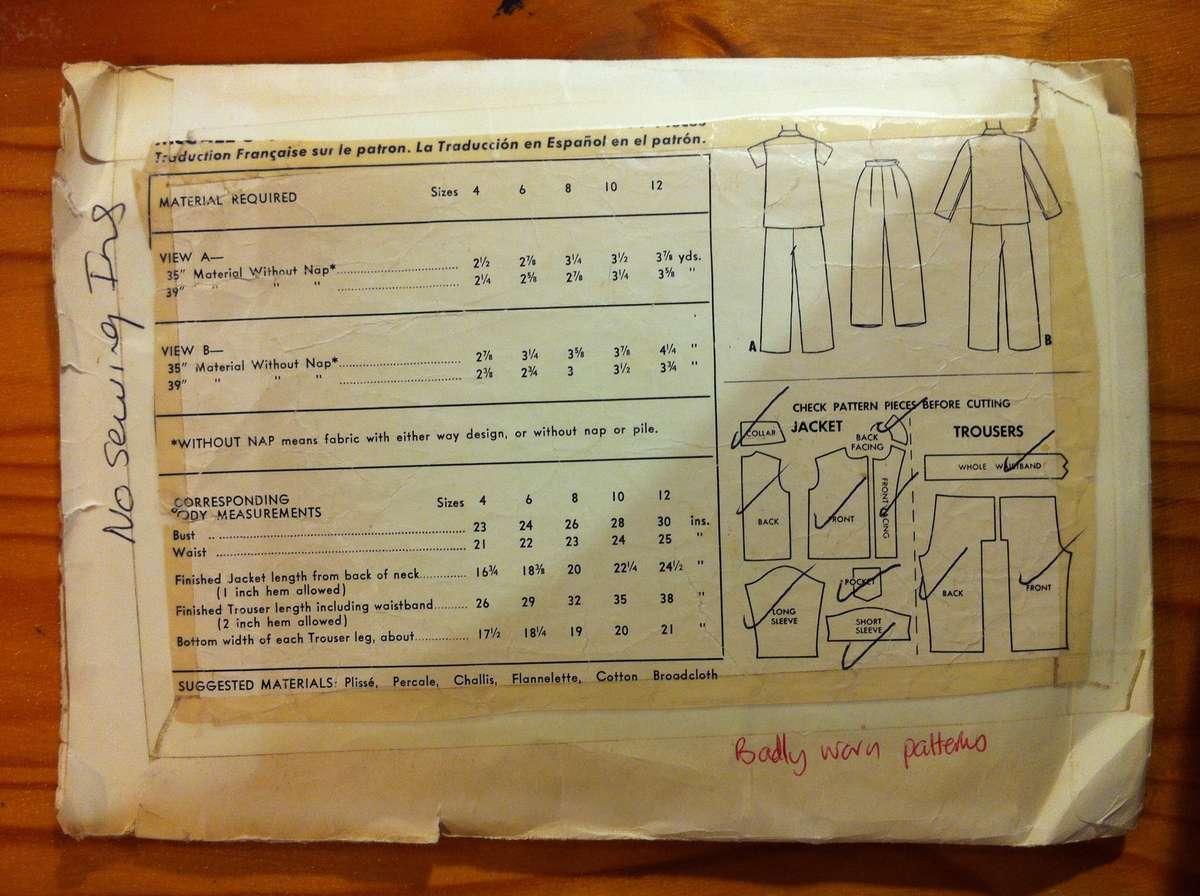 No Sewing Ins
Traduction Française sur le patron. La Traducción en Español en el patrón.
MATERIAL REQUIRED Sizes 4 6 8 10 12
VIEW A—
35" Material Without Nap* 2½ 2⅞ 3¼ 3½ 3⅞ yds.
39" " " " 2¼ 2⅝ 2⅞ 3¼ 3⅝ "
VIEW B—
35" Material Without Nap* 2⅞ 3¼ 3⅝ 3⅞ 4¼ "
39" " " " 2⅜ 2¾ 3 3½ 3¾ "
*WITHOUT NAP means fabric with either way design, or without nap or pile.
CORRESPONDING
BODY MEASUREMENTS Sizes 4 6 8 10 12
Bust 23 24 26 28 30 ins.
Waist 21 22 23 24 25 "
Finished Jacket length from back of neck 16¾ 18⅜ 20 22¼ 24½ "
(1 inch hem allowed)
Finished Trouser length including waistband 26 29 32 35 38 "
(2 inch hem allowed)
Bottom width of each Trouser leg, about 17½ 18¼ 19 20 21 "
SUGGESTED MATERIALS: Plissé, Percale, Challis, Flannelette, Cotton Broadcloth
A
B
CHECK PATTERN PIECES BEFORE CUTTING
JACKET
TROUSERS
COLLAR
BACK
FACING
WHOLE WAISTBAND
BACK
FRONT
FRONT FACING
LONG
SLEEVE
POCKET
SHORT
SLEEVE
BACK
FRONT
Badly worn patterns